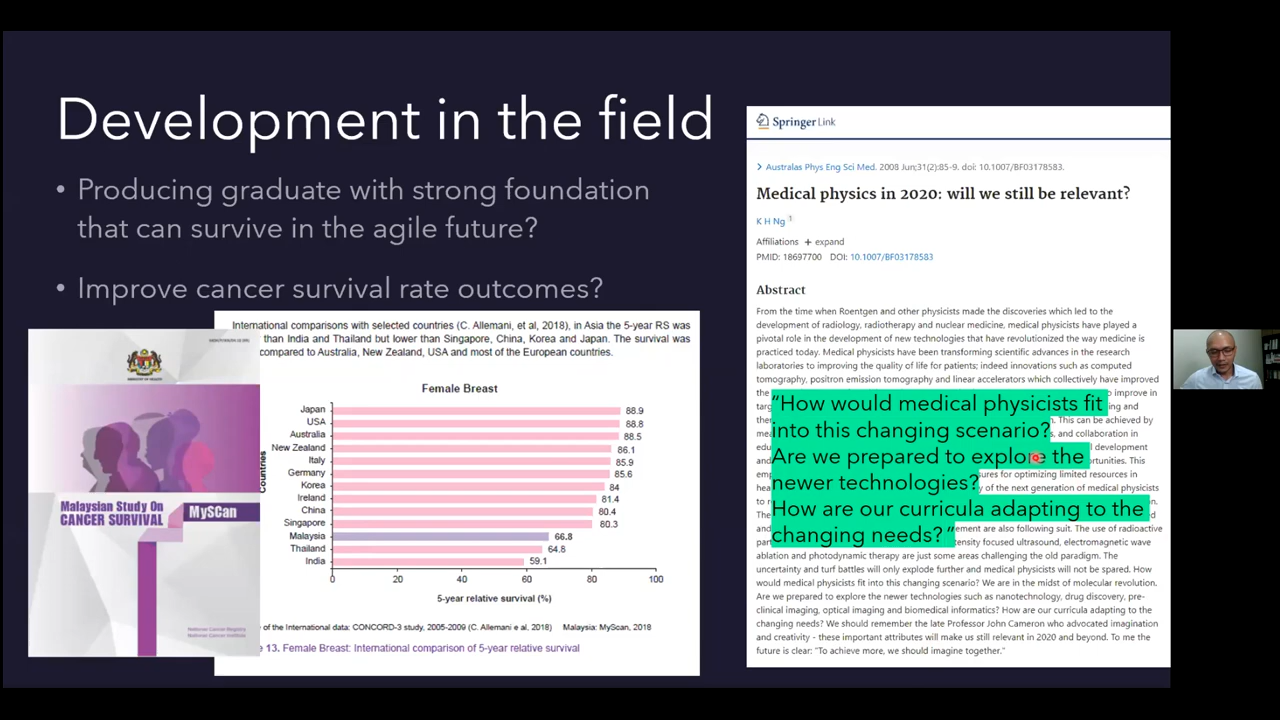 Development in the field
• Producing graduate with strong foundation
that can survive in the agile future?
• Improve cancer survival rate outcomes?
MINISTRY OF HEALTH
Malaysian Study On
CANCER SURVIVAL
MyScan
National Cancer Registry
National Cancer Institute
International comparisons with selected countries (C. Allemani, et al, 2018), in Asia the 5-year RS was
than India and Thailand but lower than Singapore, China, Korea and Japan. The survival was
compared to Australia, New Zealand, USA and most of the European countries.
Female Breast
Countries
Japan 88.9
USA 88.8
Australia 88.5
New Zealand 86.1
Italy 85.9
Germany 85.6
Korea 84
Ireland 81.4
China 80.4
Singapore 80.3
Malaysia 66.8
Thailand 64.8
India 59.1
0 20 40 60 80 100
5-year relative survival (%)
of the International data: CONCORD-3 study, 2005-2009 (C. Allemani e al, 2018) Malaysia: MyScan, 2018
13. Female Breast: International comparison of 5-year relative survival
Springer Link
> Australas Phys Eng Sci Med. 2008 Jun;31(2):85-9. doi: 10.1007/BF03178583.
Medical physics in 2020: will we still be relevant?
K H Ng 1
Affiliations + expand
PMID: 18697700 DOI: 10.1007/BF03178583
Abstract
From the time when Roentgen and other physicists made the discoveries which led to the
development of radiology, radiotherapy and nuclear medicine, medical physicists have played a
pivotal role in the development of new technologies that have revolutionized the way medicine is
practiced today. Medical physicists have been transforming scientific advances in the research
laboratories to improving the quality of life for patients; indeed innovations such as computed
tomography, positron emission tomography and linear accelerators which collectively have improved
"How would medical physicists fit
into this changing scenario?
Are we prepared to explore the
newer technologies?
How are our curricula adapting to the
changing needs?"
ablation and photodynamic therapy are just some areas challenging the old paradigm. The
uncertainty and turf battles will only explode further and medical physicists will not be spared. How
would medical physicists fit into this changing scenario? We are in the midst of molecular revolution.
Are we prepared to explore the newer technologies such as nanotechnology, drug discovery, pre-
clinical imaging, optical imaging and biomedical informatics? How are our curricula adapting to the
changing needs? We should remember the late Professor John Cameron who advocated imagination
and creativity - these important attributes will make us still relevant in 2020 and beyond. To me the
future is clear: "To achieve more, we should imagine together."